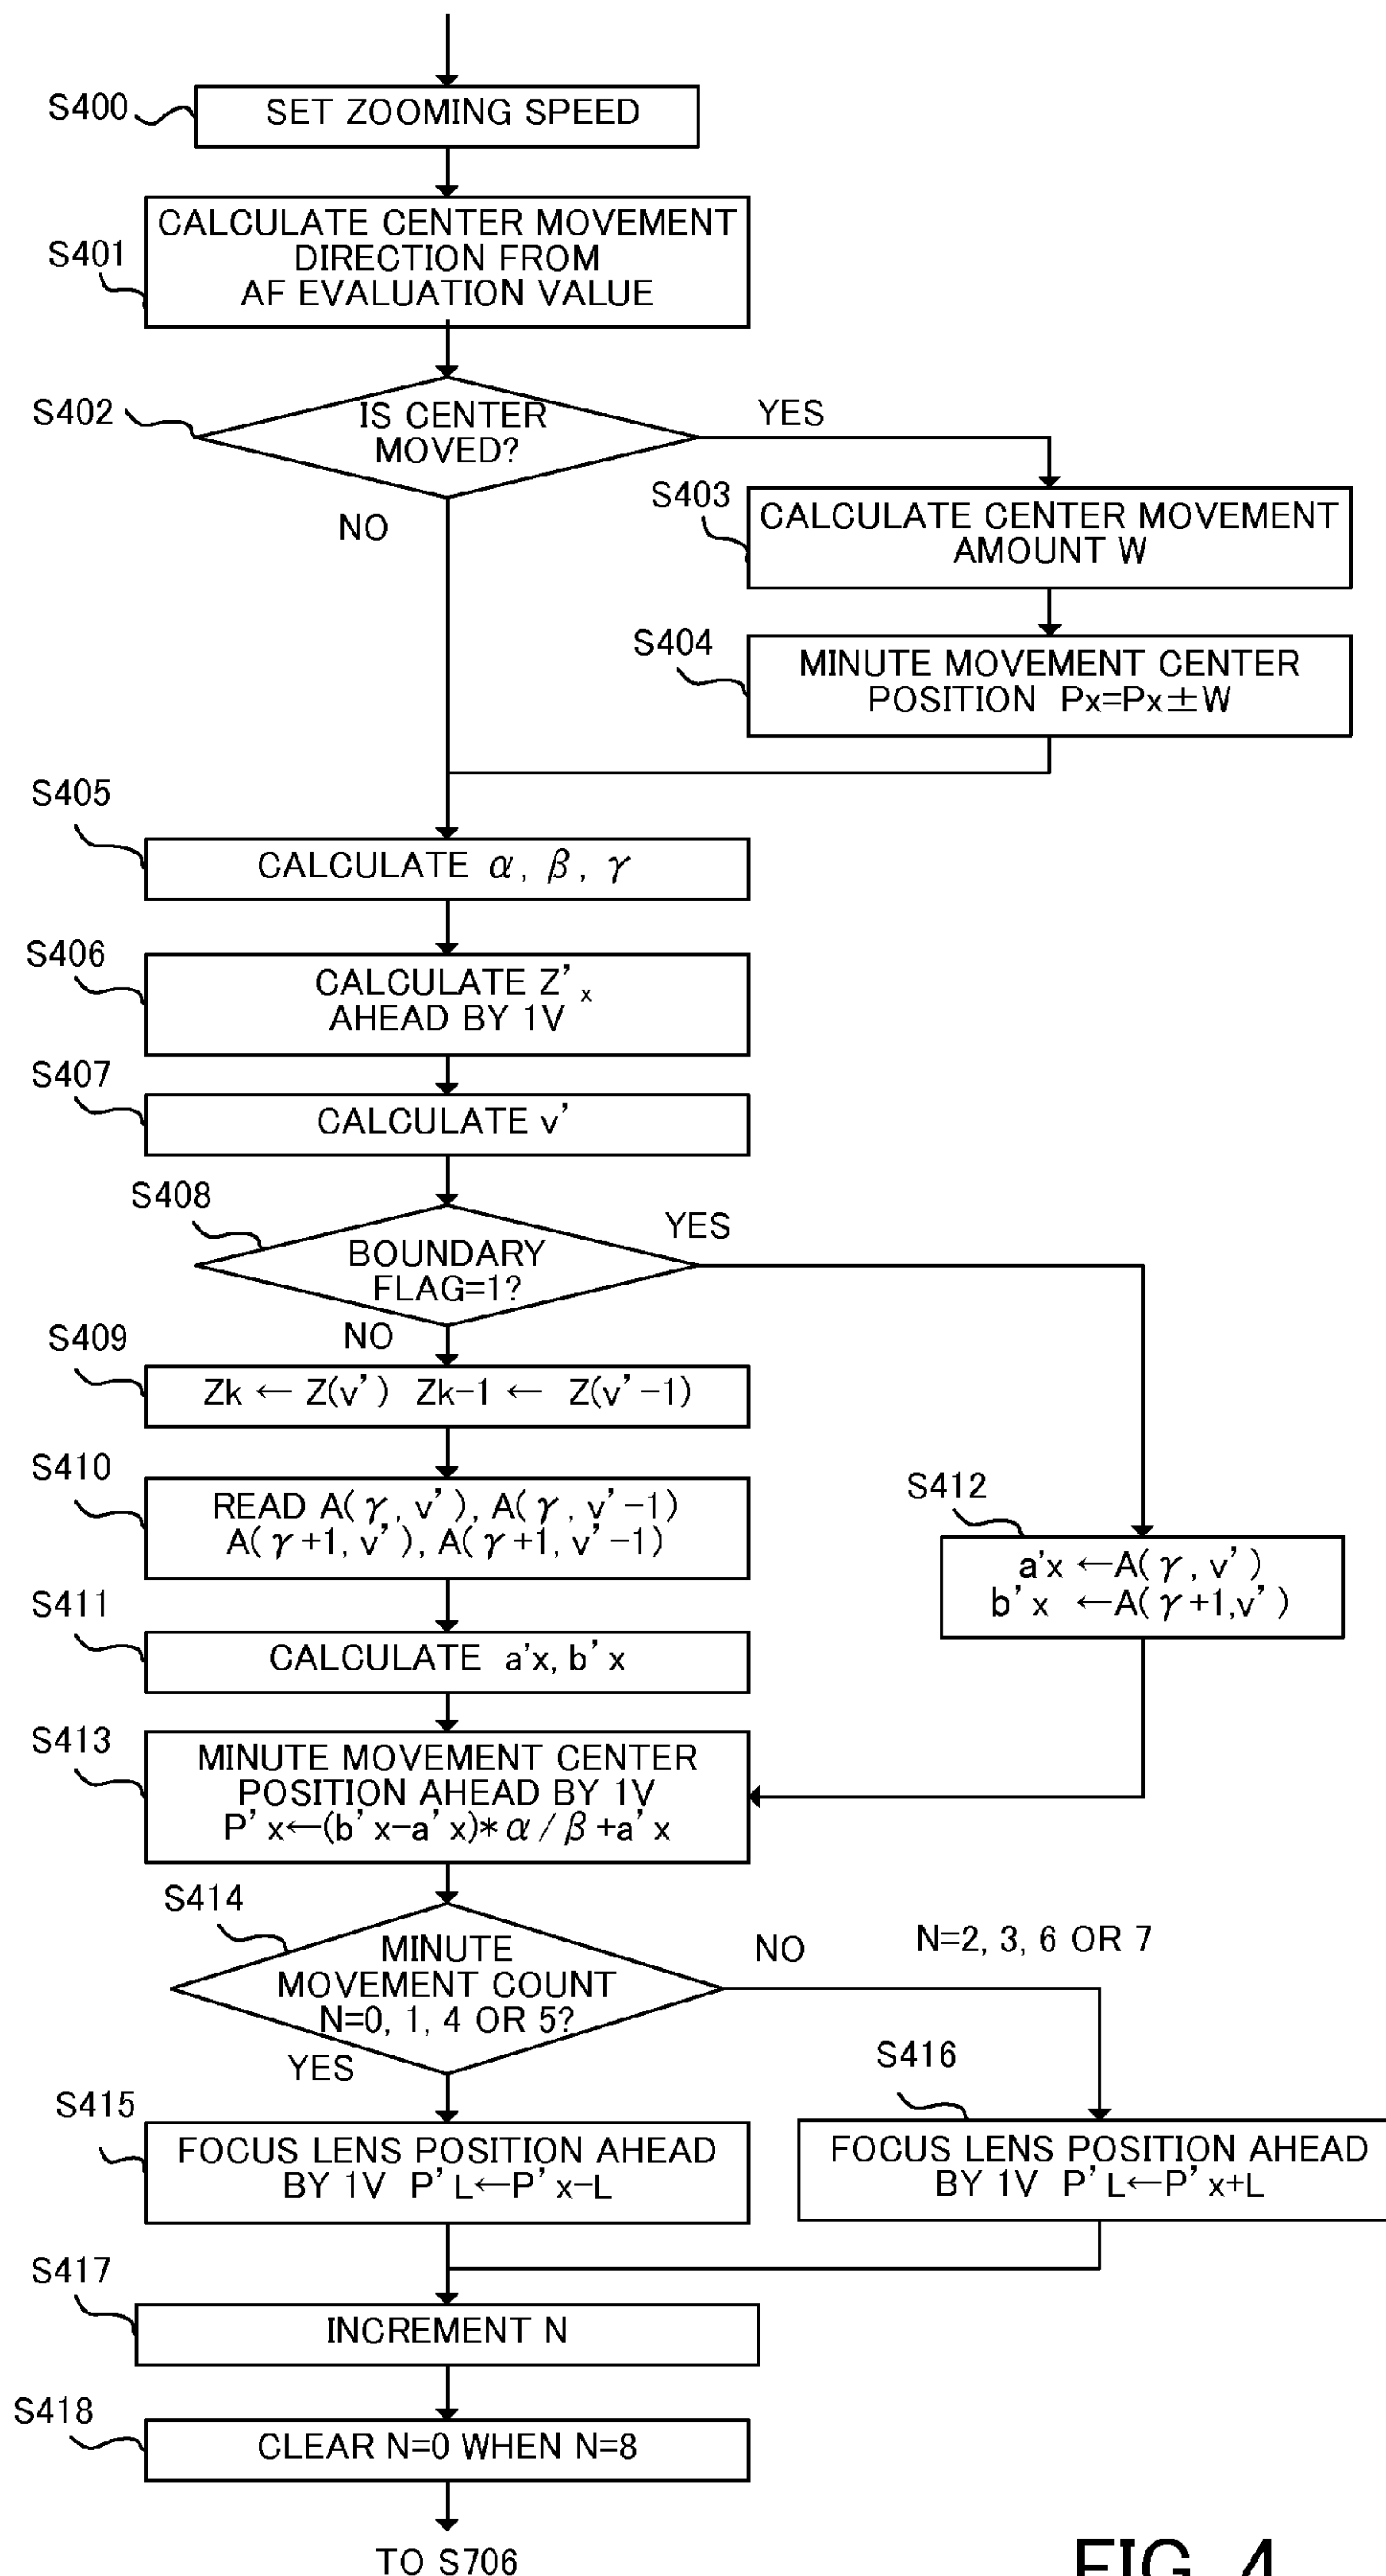 S400
SET ZOOMING SPEED
S401
CALCULATE CENTER MOVEMENT
DIRECTION FROM
AF EVALUATION VALUE
S402
IS CENTER
MOVED?
YES
NO
S403
CALCULATE CENTER MOVEMENT
AMOUNT W
S404
MINUTE MOVEMENT CENTER
POSITION Px=Px±W
S405
CALCULATE α, β, γ
S406
CALCULATE Z'x
AHEAD BY 1V
S407
CALCULATE v'
S408
BOUNDARY
FLAG=1?
YES
NO
S409
Zk ← Z(v') Zk-1 ← Z(v'-1)
S410
READ A(γ, v'), A(γ, v'-1)
A(γ+1, v'), A(γ+1, v'-1)
S411
CALCULATE a'x, b'x
S412
a'x ←A(γ, v')
b'x ←A(γ+1,v')
S413
MINUTE MOVEMENT CENTER
POSITION AHEAD BY 1V
P'x←(b'x-a'x)*α/β+a'x
S414
MINUTE
MOVEMENT COUNT
N=0, 1, 4 OR 5?
NO
N=2, 3, 6 OR 7
YES
S415
FOCUS LENS POSITION AHEAD
BY 1V P'L←P'x-L
S416
FOCUS LENS POSITION AHEAD
BY 1V P'L←P'x+L
S417
INCREMENT N
S418
CLEAR N=0 WHEN N=8
TO S706
FIG. 4